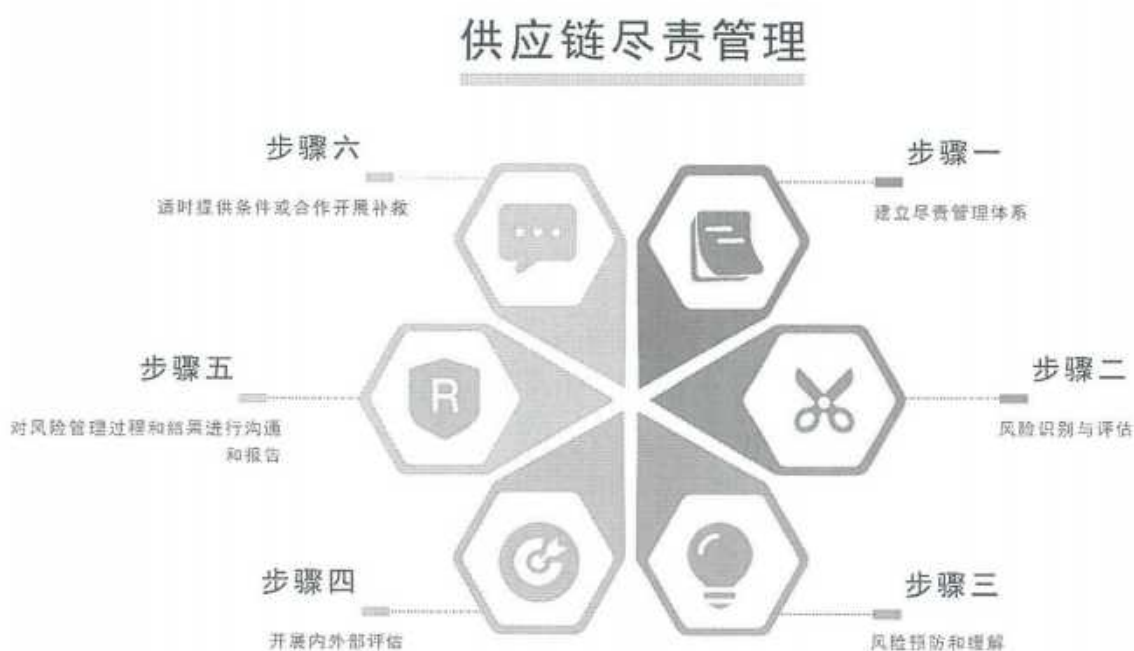 供应链尽责管理
步骤一
建立尽责管理体系
步骤二
风险识别与评估
步骤三
风险预防和缓解
步骤四
开展内外部评估
步骤五
对风险管理过程和结果进行沟通
和报告
步骤六
适时提供条件或合作开展补救
R